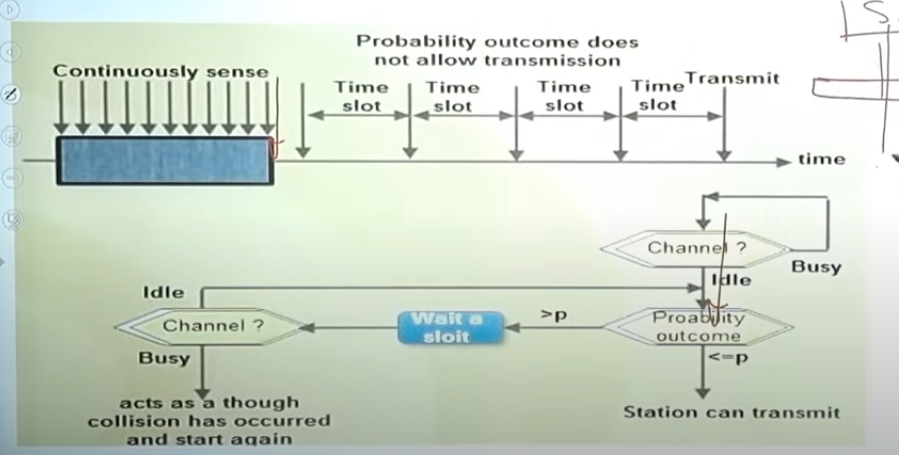 Probability outcome does
not allow transmission
Continuously sense
Time
slot
Time
slot
Time
slot
Time
slot
Transmit
time
Channel ?
Busy
Idle
Idle
Channel ?
Wait a
sloit
>p
Proability
outcome
Busy
<=p
acts as a though
collision has occurred
and start again
Station can transmit